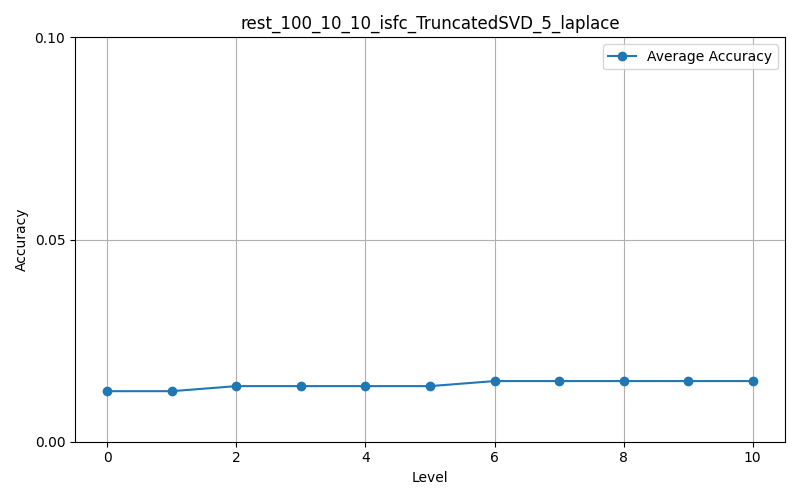 rest_100_10_10_isfc_TruncatedSVD_5_laplace
Average Accuracy
0.10
0.05
0.00
Accuracy
0 2 4 6 8 10
Level